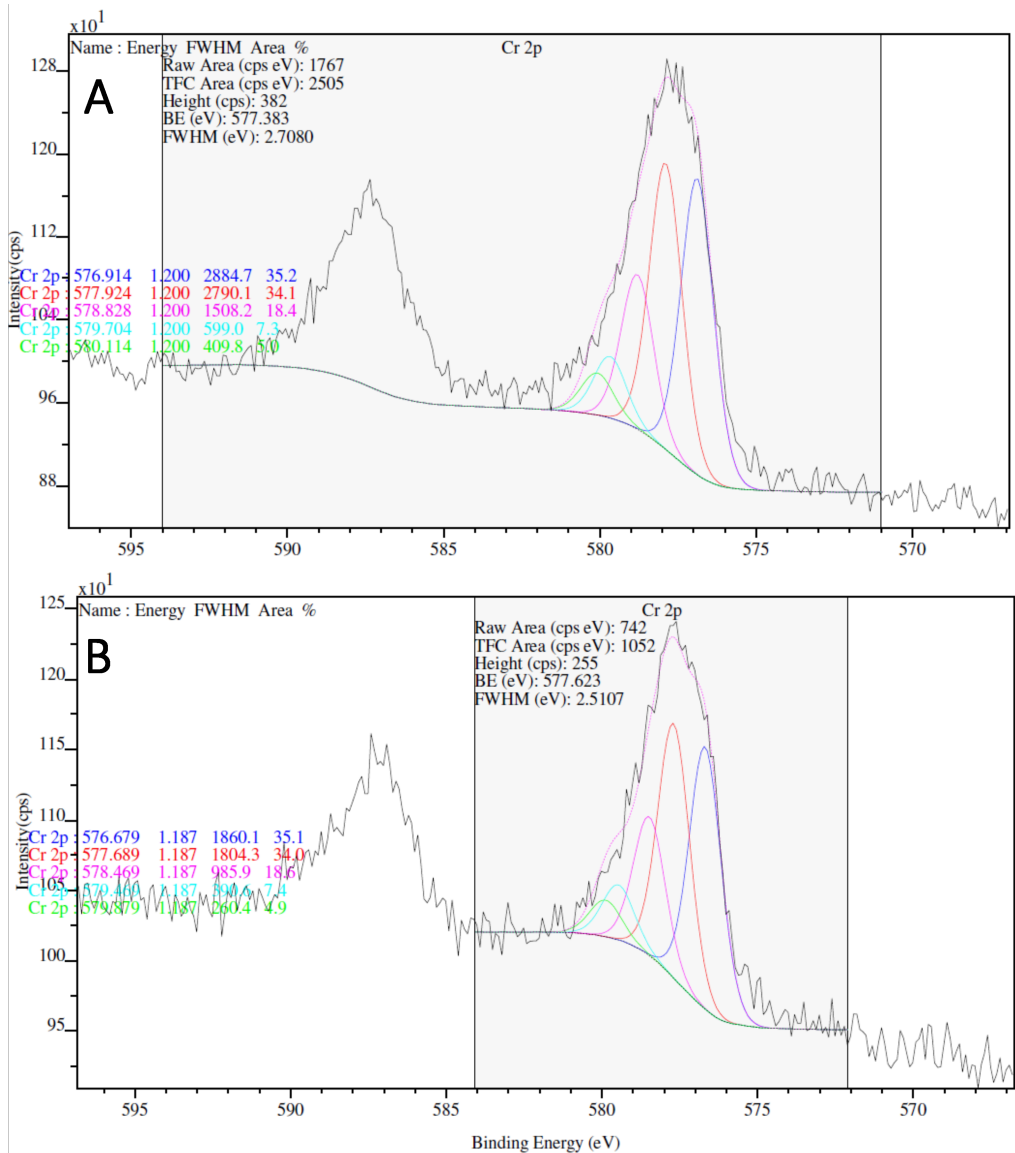 x10¹
Name : Energy FWHM Area %
Cr 2p
Raw Area (cps eV): 1767
TFC Area (cps eV): 2505
Height (cps): 382
BE (eV): 577.383
FWHM (eV): 2.7080
A
128
120
112
104
96
88
Intensity(cps)
Cr 2p : 576.914 1.200 2884.7 35.2
Cr 2p : 577.924 1.200 2790.1 34.1
Cr 2p : 578.828 1.200 1508.2 18.4
Cr 2p : 579.704 1.200 599.0 7.3
Cr 2p : 580.114 1.200 409.8 5.0
595 590 585 580 575 570
x10¹
Name : Energy FWHM Area %
Cr 2p
Raw Area (cps eV): 742
TFC Area (cps eV): 1052
Height (cps): 255
BE (eV): 577.623
FWHM (eV): 2.5107
B
125
120
115
110
105
100
95
Intensity(cps)
Cr 2p : 576.679 1.187 1860.1 35.1
Cr 2p : 577.689 1.187 1804.3 34.0
Cr 2p : 578.469 1.187 985.9 18.6
Cr 2p : 1.187 7.4
Cr 2p : 579.879 1.187 260.4 4.9
595 590 585 580 575 570
Binding Energy (eV)